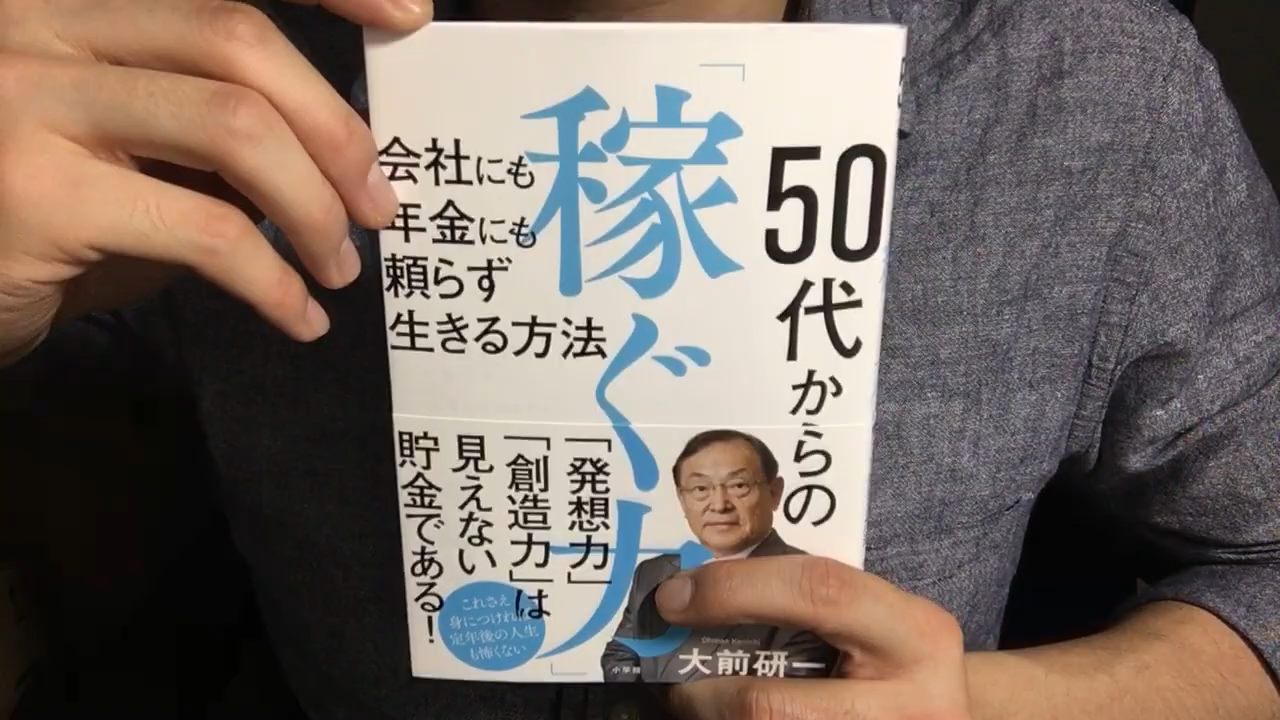 50代からの
「稼ぐ力」
会社にも
年金にも
頼らず
生きる方法
「発想力」
「創造力」は
見えない
貯金である!
これさえ
身につければ
定年後の人生
も怖くない
Ohmae Kenichi
大前研一
小学館